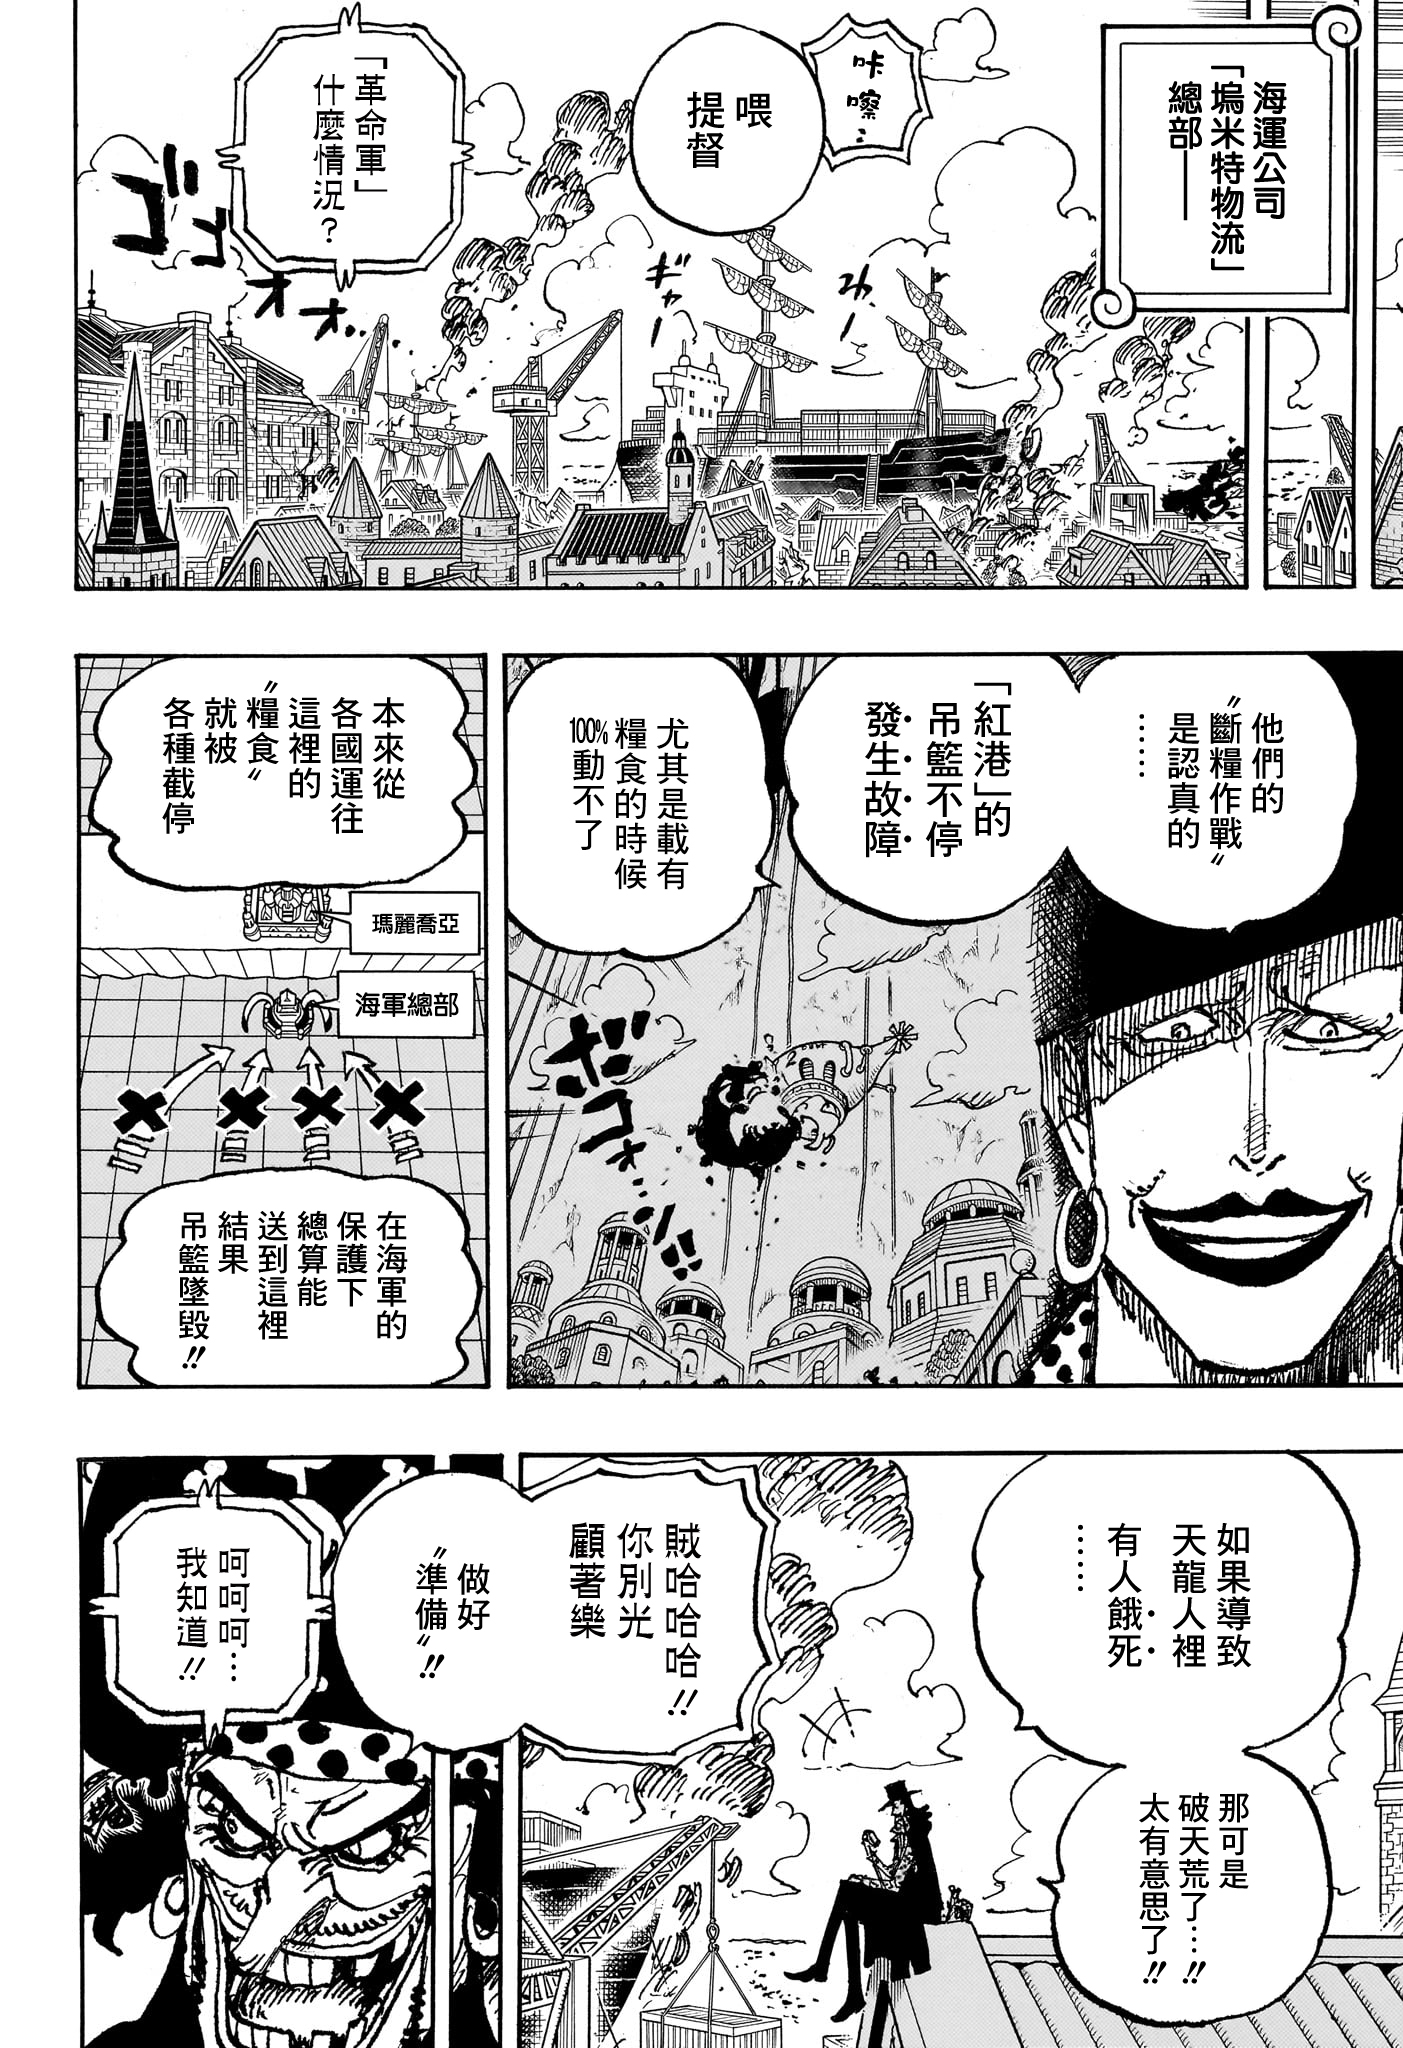 海運公司
「塢米特物流」
總部——
咔嚓…
喂
提督
「革命軍」
什麼情況？
ゴゴ
オオ…
ギャー
ワー
他們的
〝斷糧作戰〞
是認真的
……
「紅港」的
吊籃不停
發生故障
尤其是載有
糧食的時候
100%動不了
ボゴォ…!!
本來從
各國運往
這裡的
〝糧食〞
就被
各種截停
瑪麗喬亞
海軍總部
在海軍的
保護下
總算能
送到這裡
結果
吊籃墜毀!!
如果導致
天龍人裡
有人餓死
……
那可是
破天荒了…!!
太有意思了!!
賊哈哈哈!!
你別光
顧著樂
做好
〝準備〞!!
呵呵呵…
我知道!!